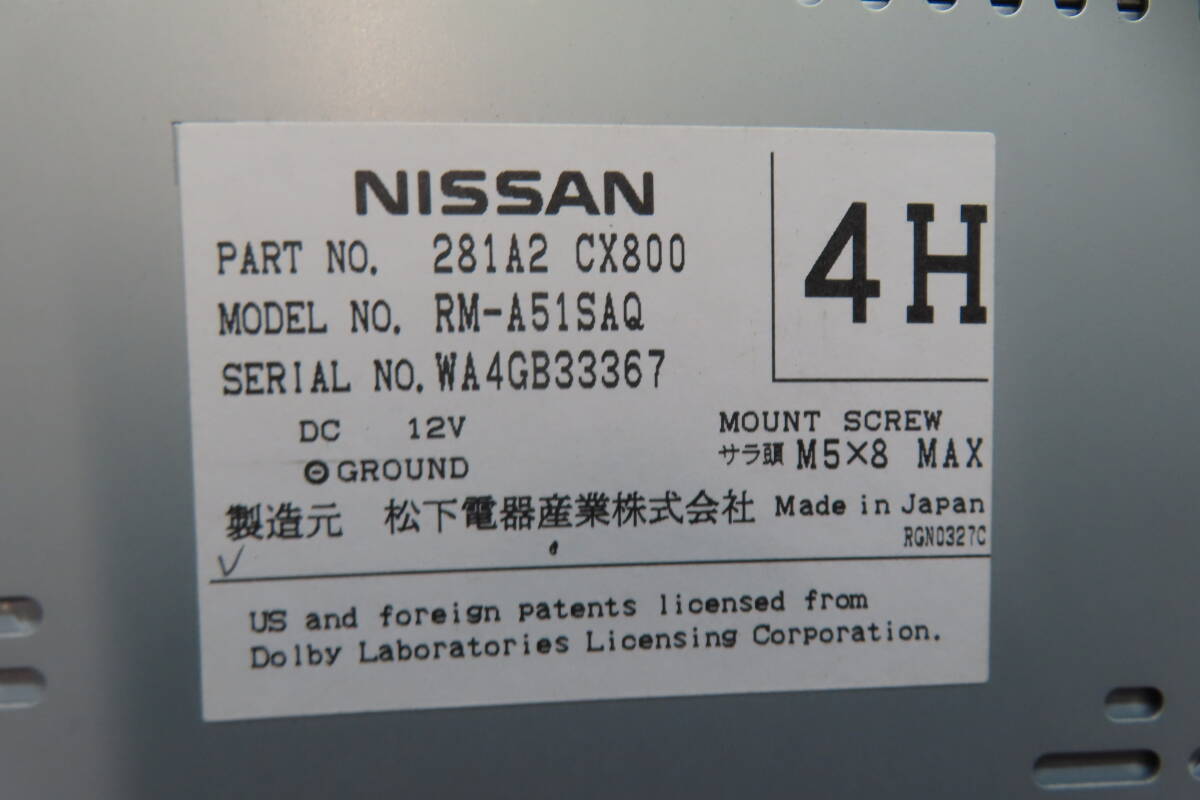 NISSAN
4H
PART NO. 281A2 CX800
MODEL NO. RM-A51SAQ
SERIAL NO. WA4GB33367
DC 12V
⊖ GROUND
MOUNT SCREW
サラ頭 M5×8 MAX
製造元 松下電器産業株式会社 Made in Japan
RGN0327C
US and foreign patents licensed from
Dolby Laboratories Licensing Corporation.